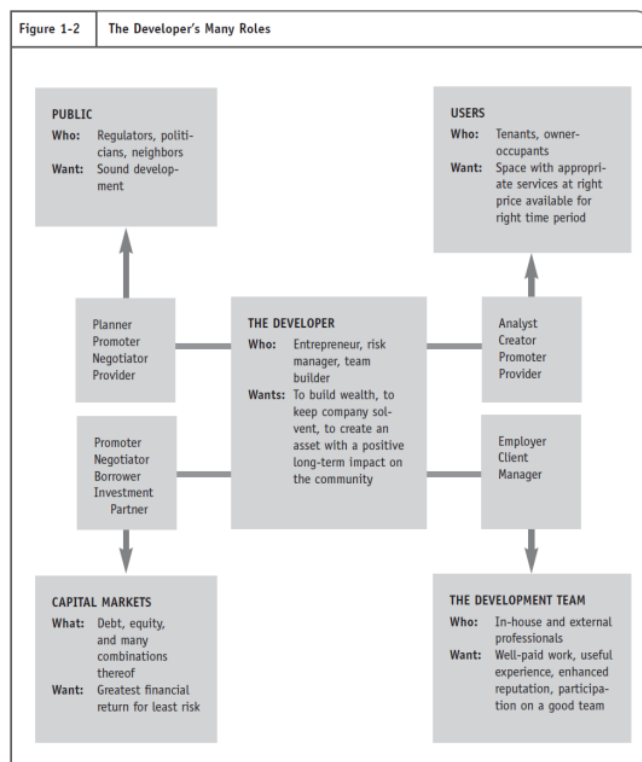 Figure 1-2
The Developer's Many Roles
PUBLIC
Who: Regulators, politi-
cians, neighbors
Want: Sound develop-
ment
USERS
Who: Tenants, owner-
occupants
Want: Space with appropri-
ate services at right
price available for
right time period
Planner
Promoter
Negotiator
Provider
THE DEVELOPER
Who: Entrepreneur, risk
manager, team
builder
Wants: To build wealth, to
keep company sol-
vent, to create an
asset with a positive
long-term impact on
the community
Analyst
Creator
Promoter
Provider
Promoter
Negotiator
Borrower
Investment
Partner
Employer
Client
Manager
CAPITAL MARKETS
What: Debt, equity,
and many
combinations
thereof
Want: Greatest financial
return for least risk
THE DEVELOPMENT TEAM
Who: In-house and external
professionals
Want: Well-paid work, useful
experience, enhanced
reputation, participa-
tion on a good team